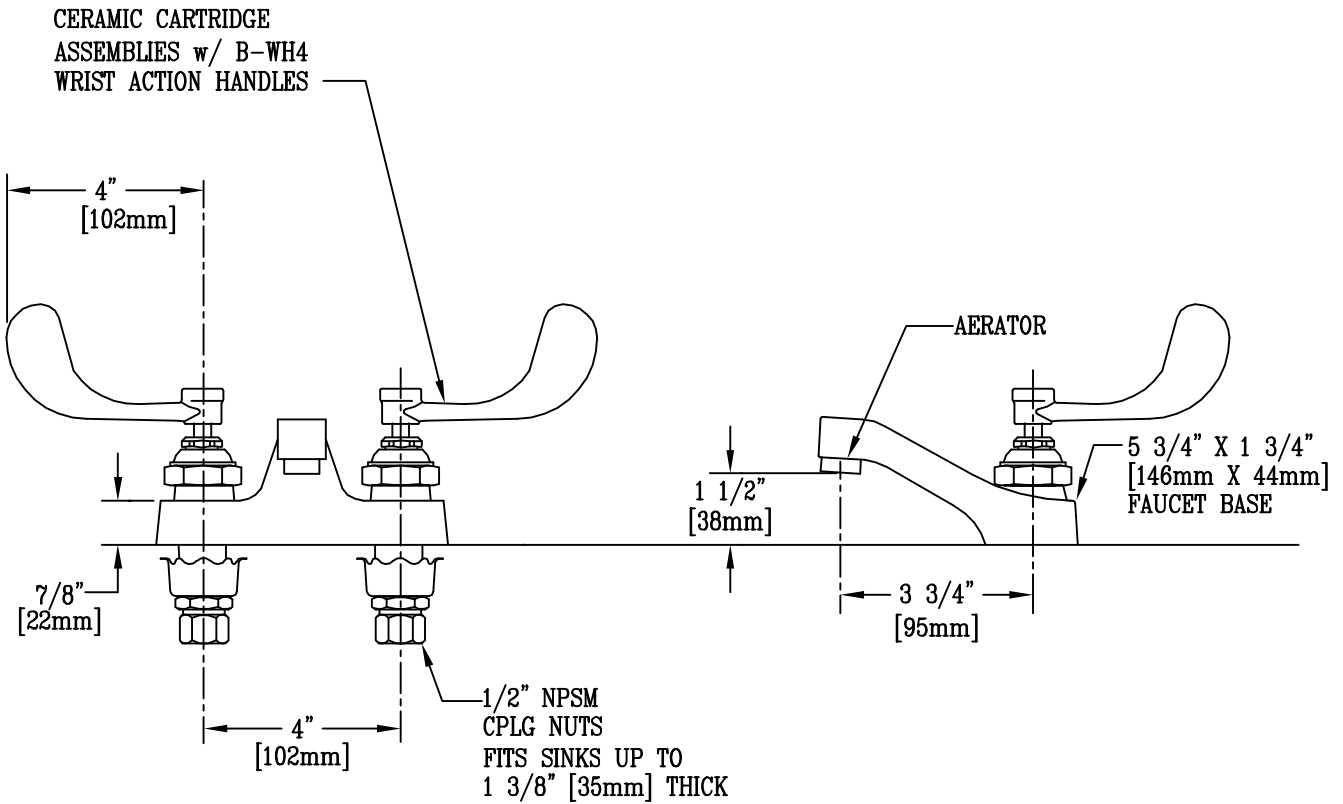 CERAMIC CARTRIDGE
ASSEMBLIES w/ B-WH4
WRIST ACTION HANDLES
4"
[102mm]
AERATOR
5 3/4" X 1 3/4"
[146mm X 44mm]
FAUCET BASE
1 1/2"
[38mm]
7/8"
[22mm]
3 3/4"
[95mm]
4"
[102mm]
1/2" NPSM
CPLG NUTS
FITS SINKS UP TO
1 3/8" [35mm] THICK